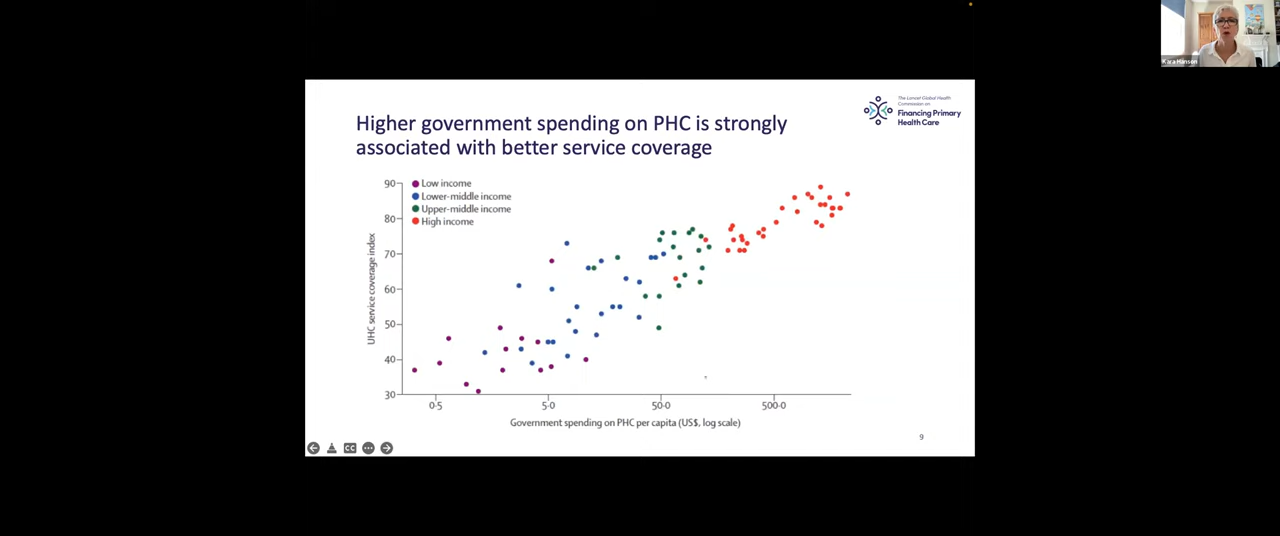 Kara Hanson
The Lancet Global Health
Commission on
Financing Primary
Health Care
Higher government spending on PHC is strongly
associated with better service coverage
Low income
Lower-middle income
Upper-middle income
High income
90
80
70
60
50
40
30
UHC service coverage index
0·5
5·0
50·0
500·0
Government spending on PHC per capita (US$, log scale)
9
CC